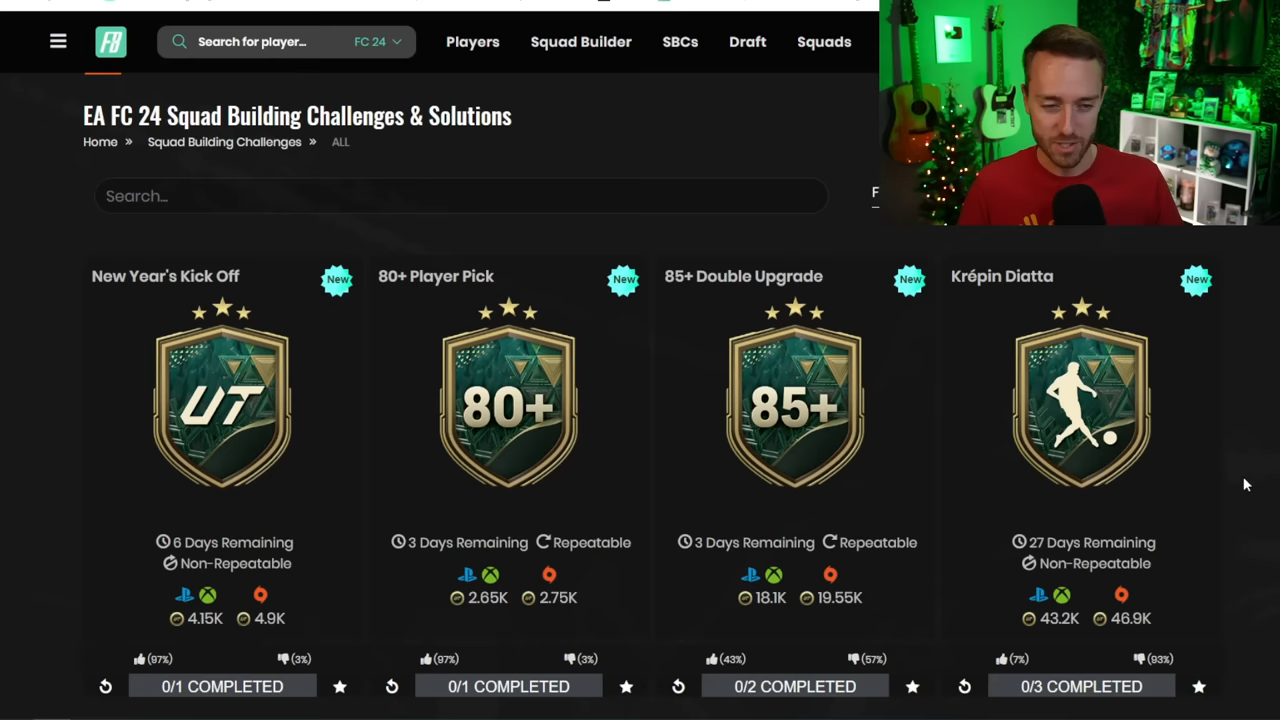 FB
Search for player...
FC 24
Players
Squad Builder
SBCs
Draft
Squads
EA FC 24 Squad Building Challenges & Solutions
Home » Squad Building Challenges » ALL
Search...
F
New Year's Kick Off
New
UT
6 Days Remaining
Non-Repeatable
4.15K
4.9K
(97%)
(3%)
0/1 COMPLETED
80+ Player Pick
New
80+
3 Days Remaining
Repeatable
2.65K
2.75K
(97%)
(3%)
0/1 COMPLETED
85+ Double Upgrade
New
85+
3 Days Remaining
Repeatable
18.1K
19.55K
(43%)
(57%)
0/2 COMPLETED
Krépin Diatta
New
27 Days Remaining
Non-Repeatable
43.2K
46.9K
(7%)
(93%)
0/3 COMPLETED